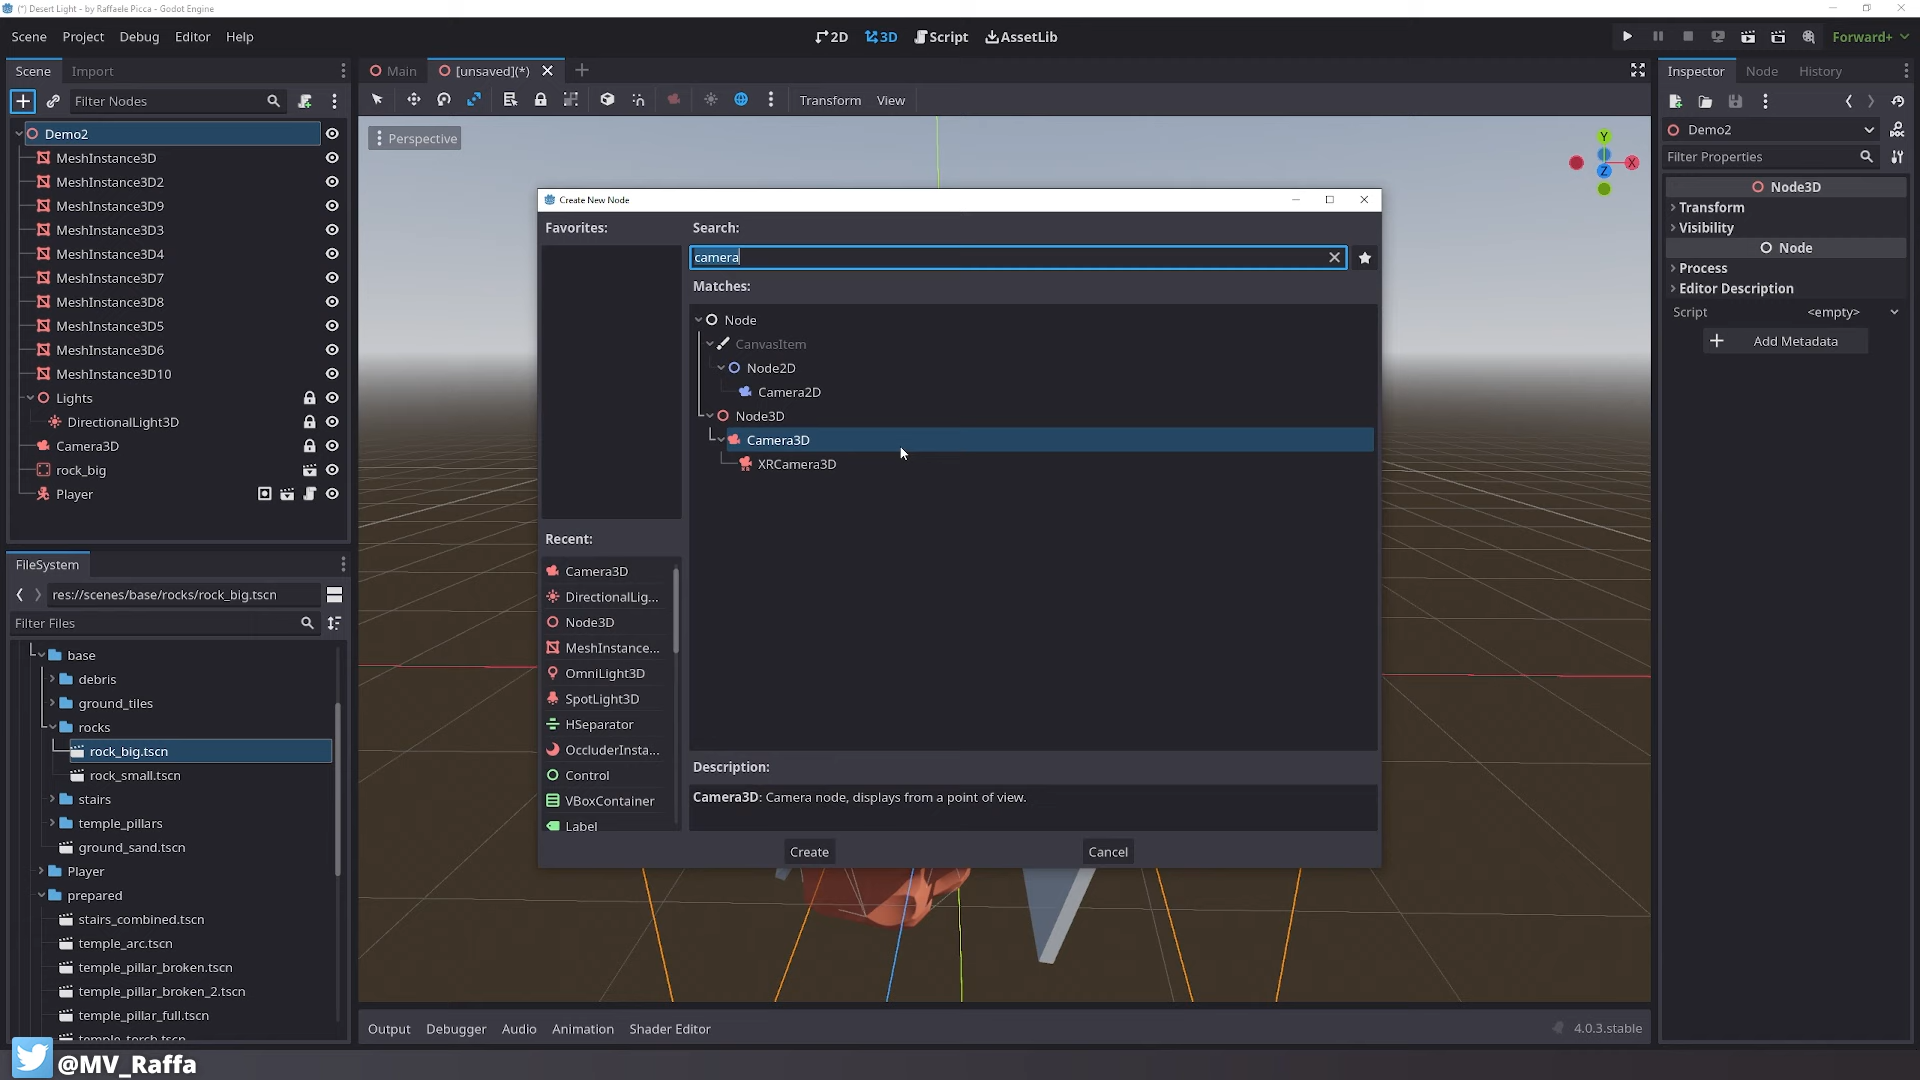 (*) Desert Light - by Raffaele Picca - Godot Engine
Scene Project Debug Editor Help
2D 3D Script AssetLib
Forward+
Scene Import
Main [unsaved](*)
Inspector Node History
Filter Nodes
Transform View
Demo2
MeshInstance3D
MeshInstance3D2
MeshInstance3D9
MeshInstance3D3
MeshInstance3D4
MeshInstance3D7
MeshInstance3D8
MeshInstance3D5
MeshInstance3D6
MeshInstance3D10
Lights
DirectionalLight3D
Camera3D
rock_big
Player
FileSystem
res://scenes/base/rocks/rock_big.tscn
Filter Files
base
debris
ground_tiles
rocks
rock_big.tscn
rock_small.tscn
stairs
temple_pillars
ground_sand.tscn
Player
prepared
stairs_combined.tscn
temple_arc.tscn
temple_pillar_broken.tscn
temple_pillar_broken_2.tscn
temple_pillar_full.tscn
temple_torch.tscn
@MV_Raffa
Perspective
Y
X
Z
Create New Node
Favorites:
Search:
camera
Matches:
Node
CanvasItem
Node2D
Camera2D
Node3D
Camera3D
XRCamera3D
Recent:
Camera3D
DirectionalLig...
Node3D
MeshInstance...
OmniLight3D
SpotLight3D
HSeparator
OccluderInsta...
Control
VBoxContainer
Label
Description:
Camera3D: Camera node, displays from a point of view.
Create
Cancel
Output Debugger Audio Animation Shader Editor
4.0.3.stable
Demo2
Filter Properties
Node3D
Transform
Visibility
Node
Process
Editor Description
Script <empty>
Add Metadata